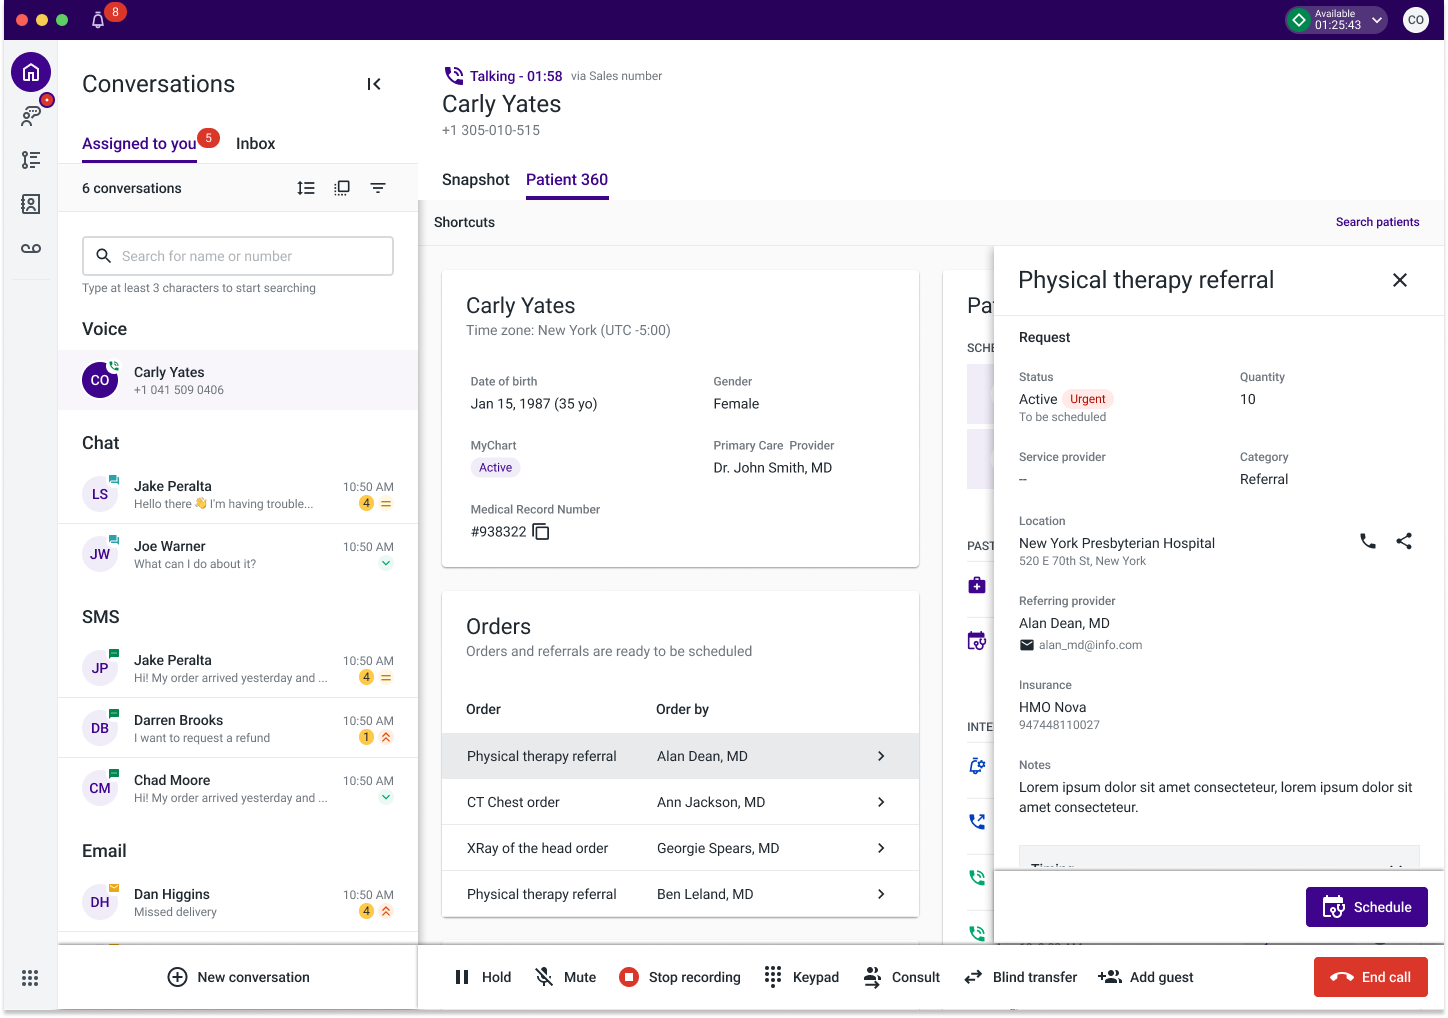 8
Available
01:25:43
CO
Conversations
Assigned to you
5
Inbox
6 conversations
Search for name or number
Type at least 3 characters to start searching
Voice
CO
Carly Yates
+1 041 509 0406
Chat
LS
Jake Peralta
10:50 AM
Hello there 👋 I'm having trouble...
4
JW
Joe Warner
10:50 AM
What can I do about it?
SMS
JP
Jake Peralta
10:50 AM
Hi! My order arrived yesterday and ...
4
DB
Darren Brooks
10:50 AM
I want to request a refund
1
CM
Chad Moore
10:50 AM
Hi! My order arrived yesterday and ...
Email
DH
Dan Higgins
10:50 AM
Missed delivery
4
New conversation
Talking - 01:58 via Sales number
Carly Yates
+1 305-010-515
Snapshot
Patient 360
Shortcuts
Search patients
Carly Yates
Time zone: New York (UTC -5:00)
Date of birth
Jan 15, 1987 (35 yo)
Gender
Female
MyChart
Active
Primary Care Provider
Dr. John Smith, MD
Medical Record Number
#938322
Orders
Orders and referrals are ready to be scheduled
Order
Order by
Physical therapy referral
Alan Dean, MD
CT Chest order
Ann Jackson, MD
XRay of the head order
Georgie Spears, MD
Physical therapy referral
Ben Leland, MD
Pa
SCHE
PAST
INTE
Physical therapy referral
Request
Status
Active Urgent
To be scheduled
Quantity
10
Service provider
--
Category
Referral
Location
New York Presbyterian Hospital
520 E 70th St, New York
Referring provider
Alan Dean, MD
alan_md@info.com
Insurance
HMO Nova
947448110027
Notes
Lorem ipsum dolor sit amet consecteteur, lorem ipsum dolor sit
amet consecteteur.
Timing
Schedule
Hold
Mute
Stop recording
Keypad
Consult
Blind transfer
Add guest
End call